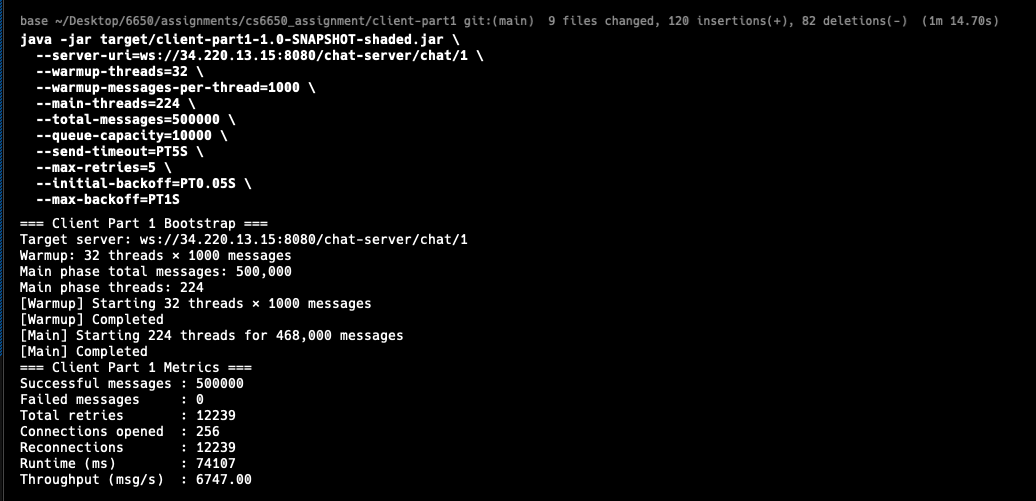 base ~/Desktop/6650/assignments/cs6650_assignment/client-part1 git:(main)  9 files changed, 120 insertions(+), 82 deletions(-)  (1m 14.70s)
java -jar target/client-part1-1.0-SNAPSHOT-shaded.jar \
  --server-uri=ws://34.220.13.15:8080/chat-server/chat/1 \
  --warmup-threads=32 \
  --warmup-messages-per-thread=1000 \
  --main-threads=224 \
  --total-messages=500000 \
  --queue-capacity=10000 \
  --send-timeout=PT5S \
  --max-retries=5 \
  --initial-backoff=PT0.05S \
  --max-backoff=PT1S
=== Client Part 1 Bootstrap ===
Target server: ws://34.220.13.15:8080/chat-server/chat/1
Warmup: 32 threads × 1000 messages
Main phase total messages: 500,000
Main phase threads: 224
[Warmup] Starting 32 threads × 1000 messages
[Warmup] Completed
[Main] Starting 224 threads for 468,000 messages
[Main] Completed
=== Client Part 1 Metrics ===
Successful messages : 500000
Failed messages     : 0
Total retries       : 12239
Connections opened  : 256
Reconnections       : 12239
Runtime (ms)        : 74107
Throughput (msg/s)  : 6747.00